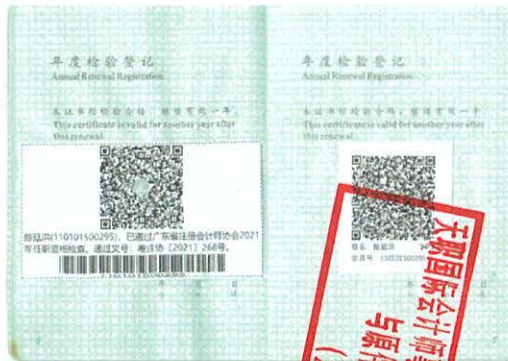 年度检验登记
Annual Renewal Registration
本证书经检验合格，继续有效一年。
This certificate is valid for another year after
this renewal.
(110101500295)，已通过广东省注册会计师协会2021
年任职资格检查。通过文号：粤注协〔2021〕268号。
年度检验登记
Annual Renewal Registration
本证书经检验合格，继续有效一年
This certificate is valid for another year after
this renewal.
姓名
会员号 110101500295
天职国际会计师事
与原件